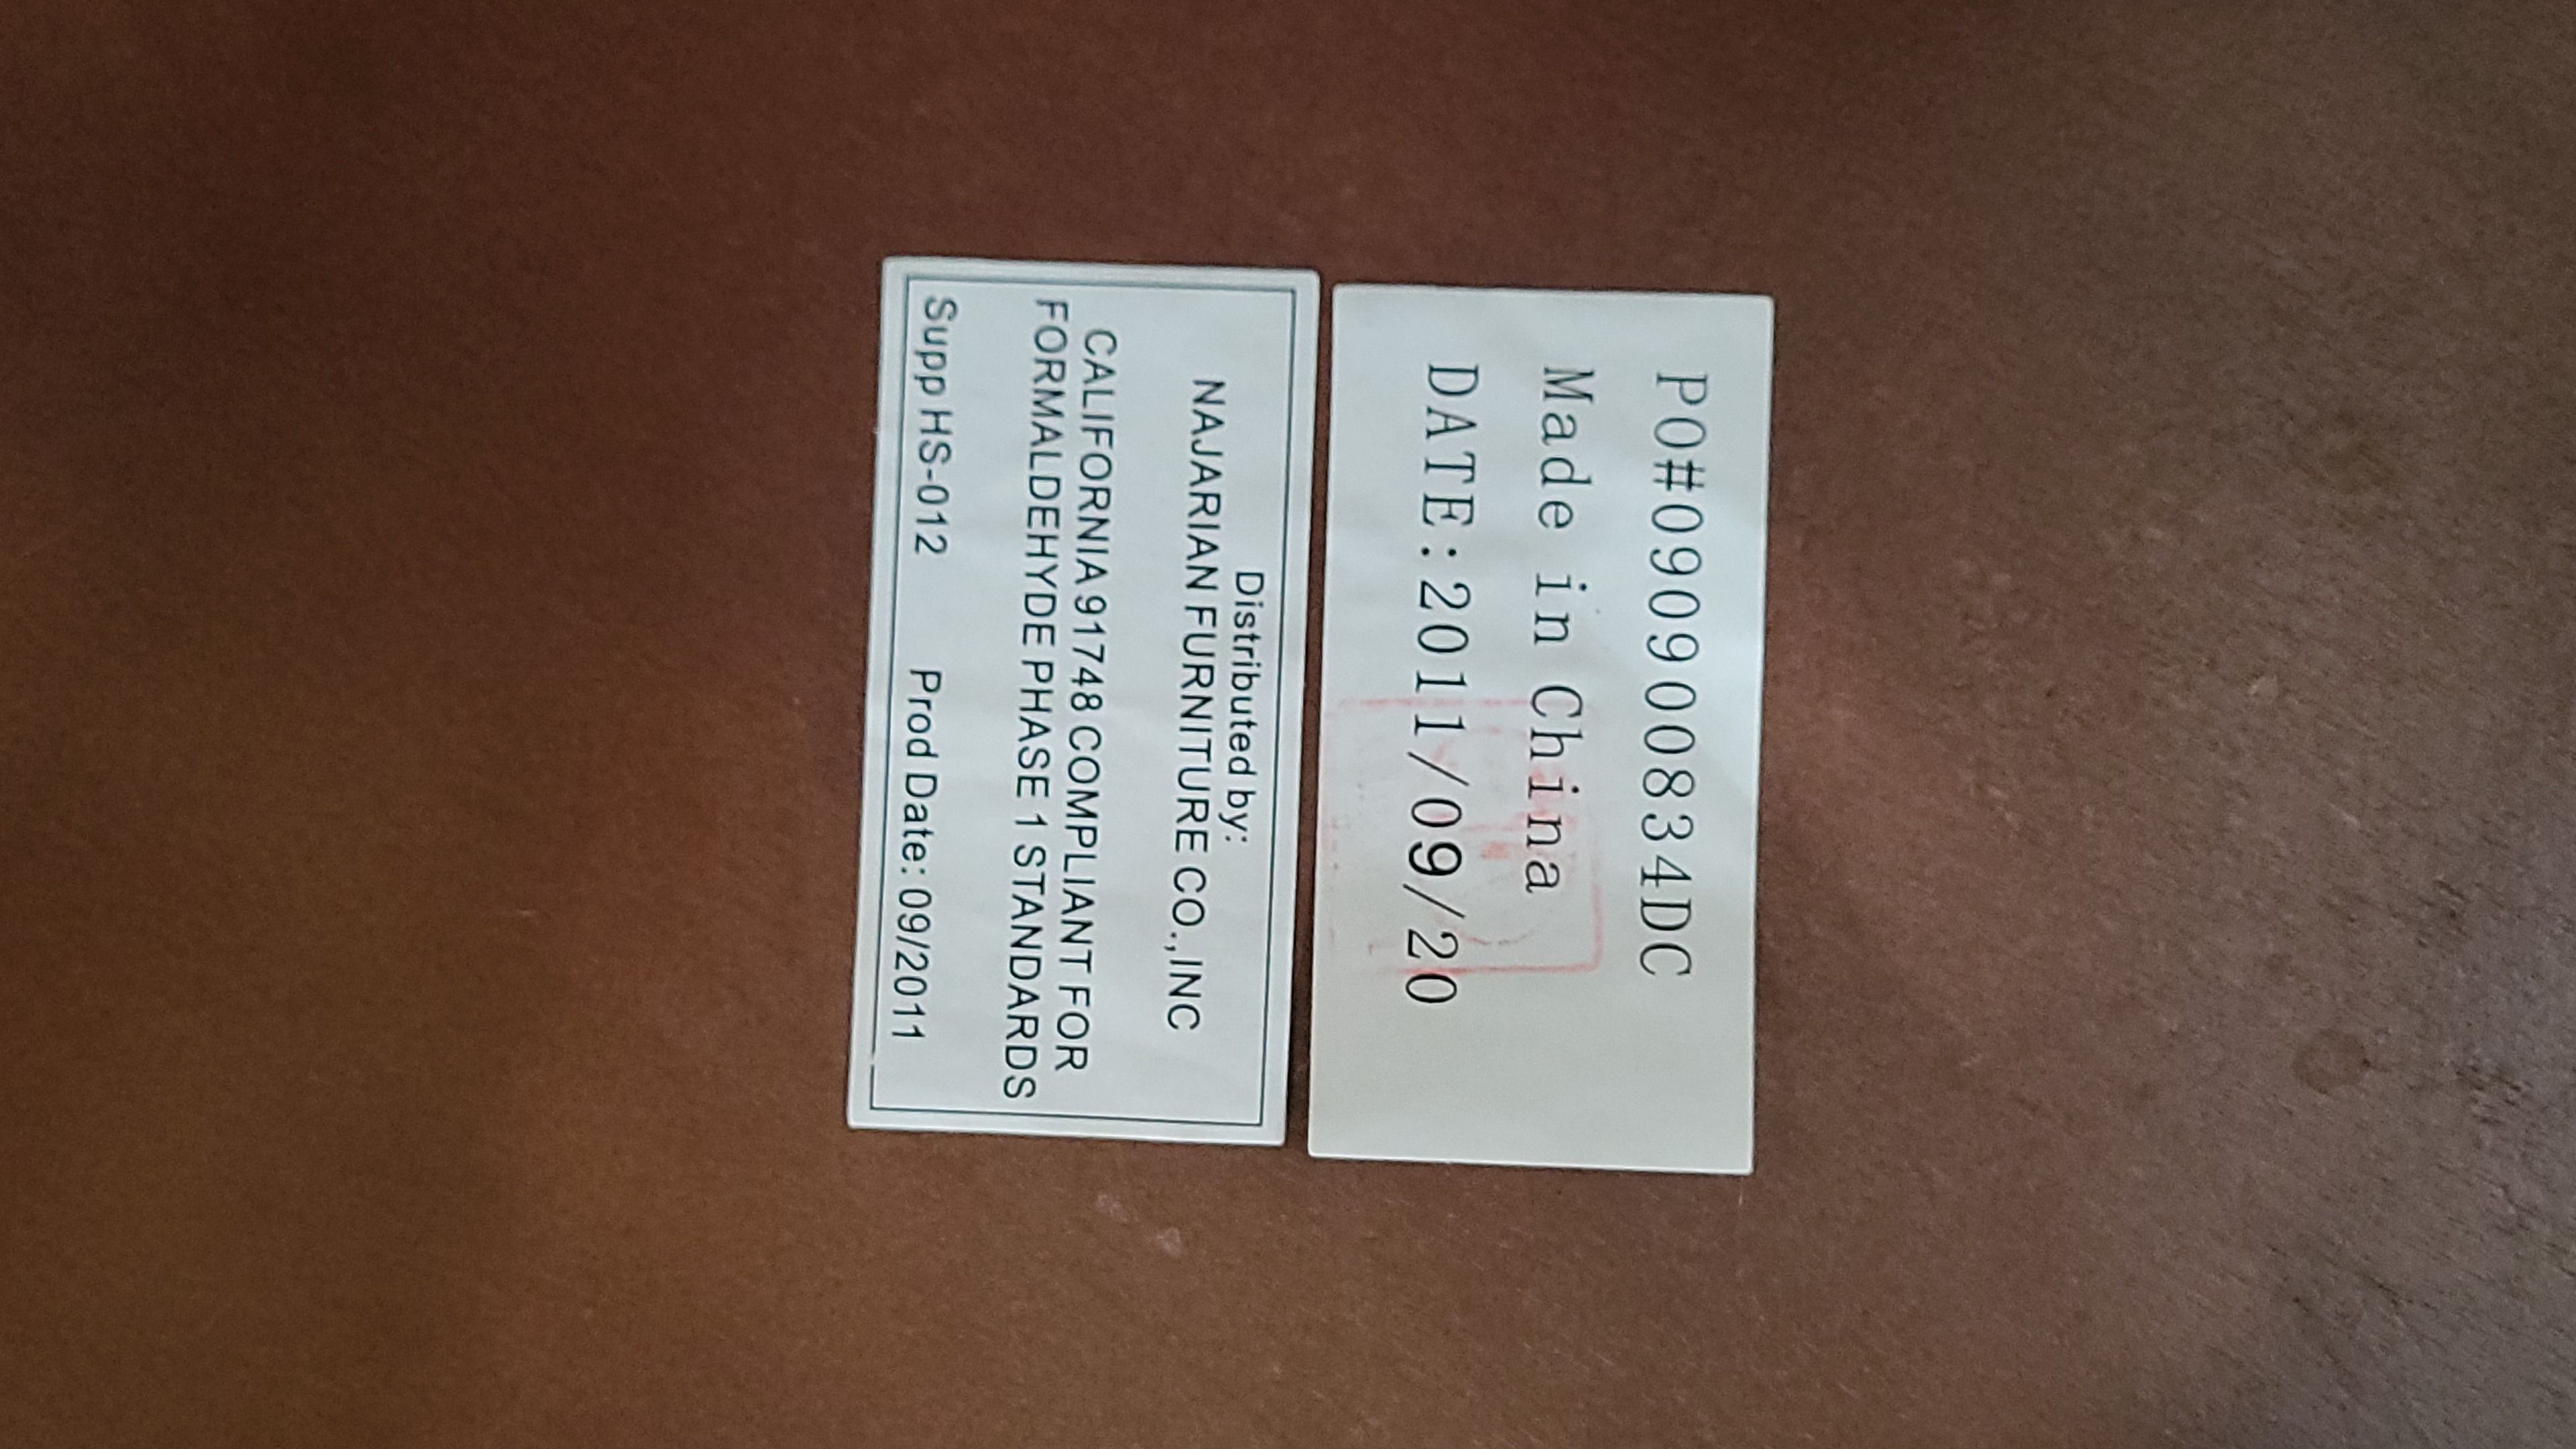 PO#0909900834DC
Made in China
DATE:2011/09/20
Distributed by:
NAJARIAN FURNITURE CO.,INC
CALIFORNIA 91748 COMPLIANT FOR
FORMALDEHYDE PHASE 1 STANDARDS
Supp HS-012 Prod Date: 09/2011